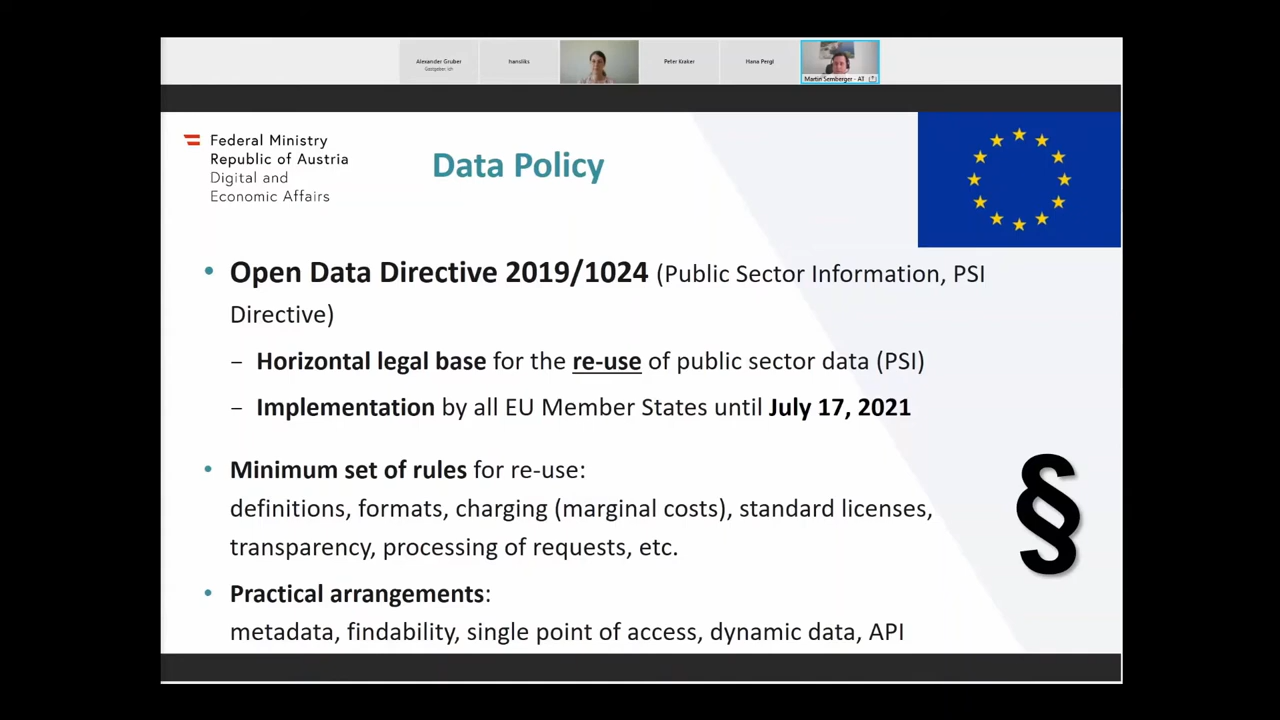 Alexander Gruber
Gastgeber, ich
hansliks
Peter Kraker
Hana Pergl
Martin Semberger - AT
Federal Ministry
Republic of Austria
Digital and
Economic Affairs
Data Policy
• Open Data Directive 2019/1024 (Public Sector Information, PSI
Directive)
– Horizontal legal base for the re-use of public sector data (PSI)
– Implementation by all EU Member States until July 17, 2021
• Minimum set of rules for re-use:
definitions, formats, charging (marginal costs), standard licenses,
transparency, processing of requests, etc.
§
• Practical arrangements:
metadata, findability, single point of access, dynamic data, API